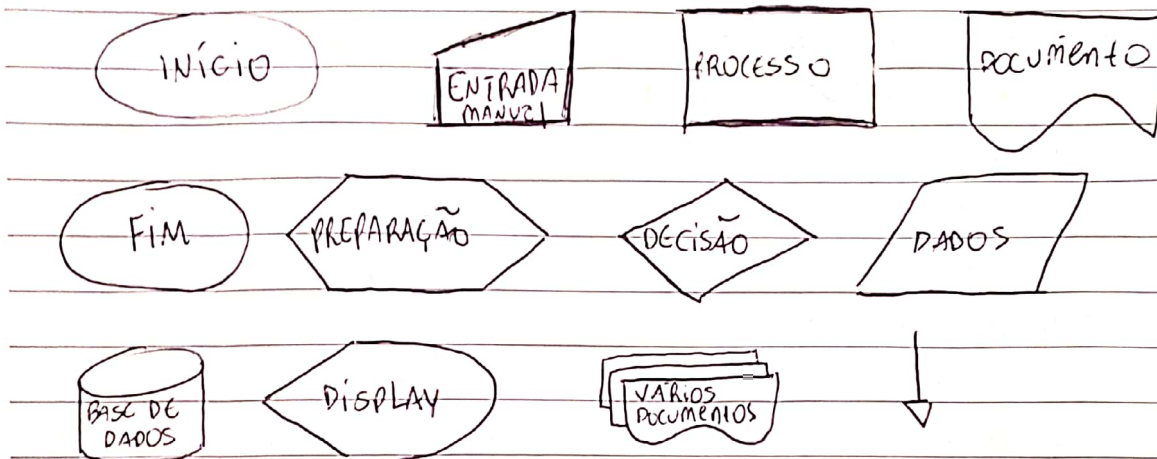 INÍCIO
ENTRADA
MANUAL
PROCESSO
DOCUMENTO
FIM
PREPARAÇÃO
DECISÃO
DADOS
BASE DE
DADOS
DISPLAY
VÁRIOS
DOCUMENTOS